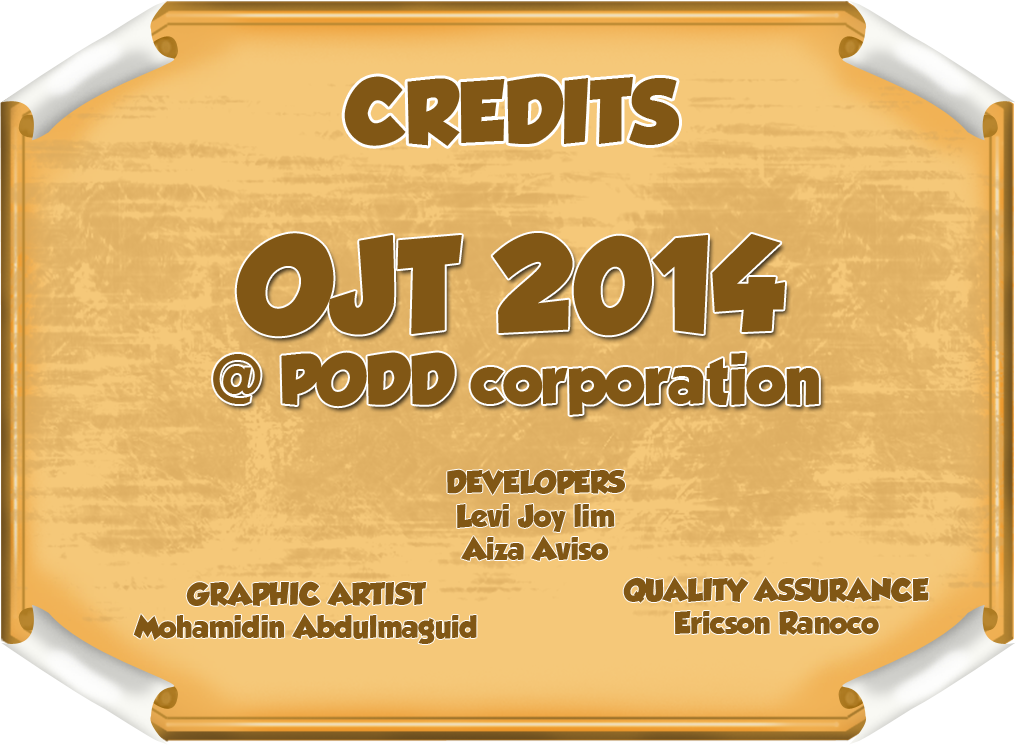 CREDITS
OJT 2014
@ PODD corporation
DEVELOPERS
Levi Joy lim
Aiza Aviso
GRAPHIC ARTIST
Mohamidin Abdulmaguid
QUALITY ASSURANCE
Ericson Ranoco